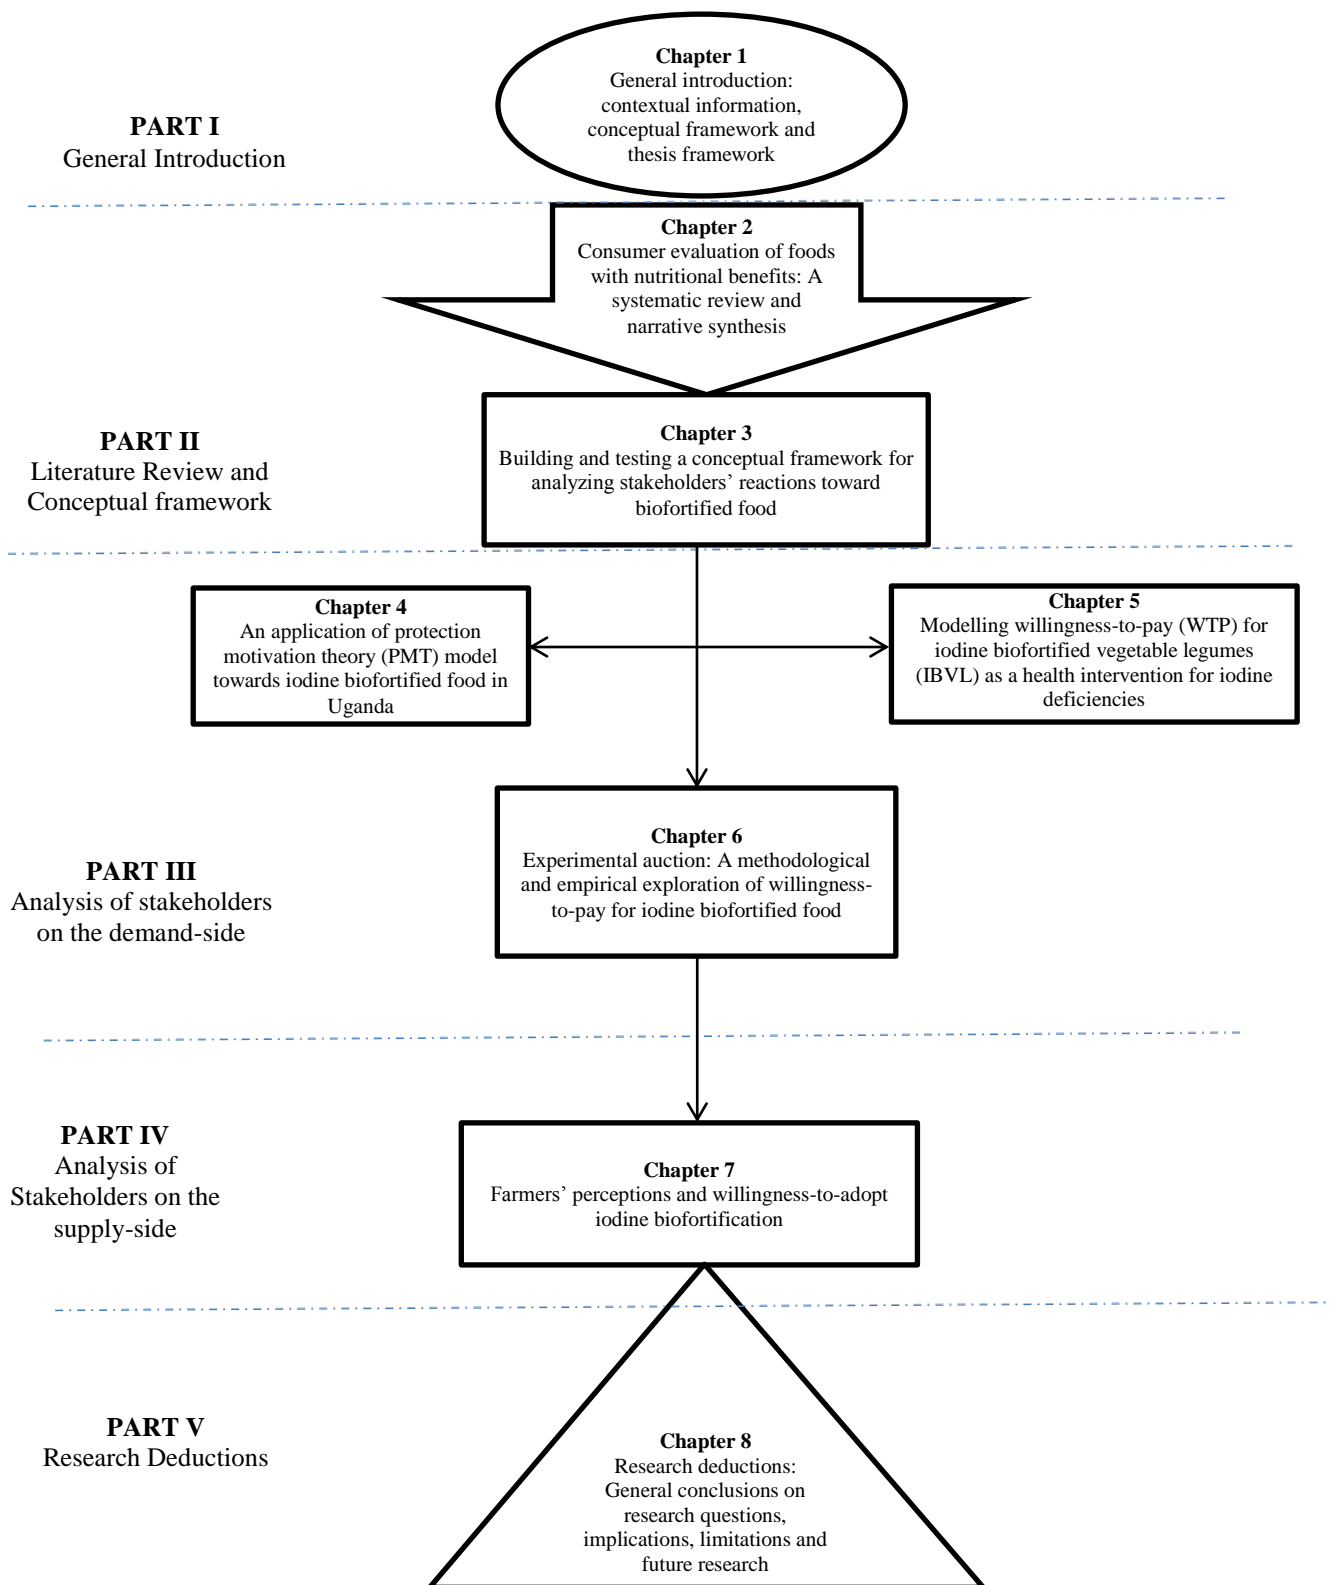 PART I
General Introduction
Chapter 1
General introduction:
contextual information,
conceptual framework and
thesis framework
Chapter 2
Consumer evaluation of foods
with nutritional benefits: A
systematic review and
narrative synthesis
PART II
Literature Review and
Conceptual framework
Chapter 3
Building and testing a conceptual framework for
analyzing stakeholders’ reactions toward
biofortified food
Chapter 4
An application of protection
motivation theory (PMT) model
towards iodine biofortified food in
Uganda
Chapter 5
Modelling willingness-to-pay (WTP) for
iodine biofortified vegetable legumes
(IBVL) as a health intervention for iodine
deficiencies
PART III
Analysis of stakeholders
on the demand-side
Chapter 6
Experimental auction: A methodological
and empirical exploration of willingness-
to-pay for iodine biofortified food
PART IV
Analysis of
Stakeholders on the
supply-side
Chapter 7
Farmers’ perceptions and willingness-to-adopt
iodine biofortification
PART V
Research Deductions
Chapter 8
Research deductions:
General conclusions on
research questions,
implications, limitations and
future research